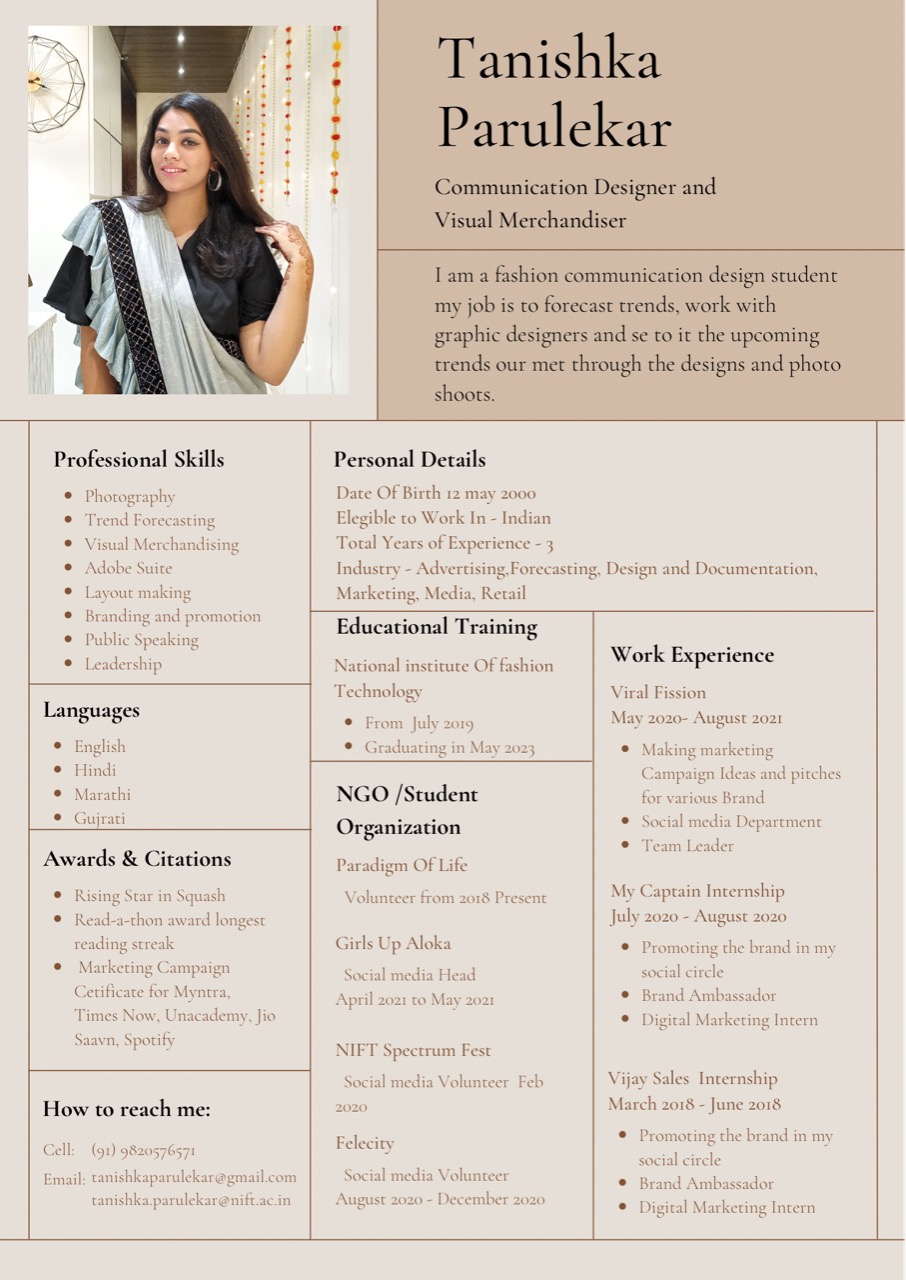 Tanishka
Parulekar
Communication Designer and
Visual Merchandiser
I am a fashion communication design student
my job is to forecast trends, work with
graphic designers and se to it the upcoming
trends our met through the designs and photo
shoots.
Professional Skills
• Photography
• Trend Forecasting
• Visual Merchandising
• Adobe Suite
• Layout making
• Branding and promotion
• Public Speaking
• Leadership
Languages
• English
• Hindi
• Marathi
• Gujrati
Awards & Citations
• Rising Star in Squash
• Read-a-thon award longest
reading streak
• Marketing Campaign
Cetificate for Myntra,
Times Now, Unacademy, Jio
Saavn, Spotify
How to reach me:
Cell: (91) 9820576571
Email: tanishkaparulekar@gmail.com
tanishka.parulekar@nift.ac.in
Personal Details
Date Of Birth 12 may 2000
Elegible to Work In - Indian
Total Years of Experience - 3
Industry - Advertising,Forecasting, Design and Documentation,
Marketing, Media, Retail
Educational Training
National institute Of fashion
Technology
• From July 2019
• Graduating in May 2023
NGO /Student
Organization
Paradigm Of Life
Volunteer from 2018 Present
Girls Up Aloka
Social media Head
April 2021 to May 2021
NIFT Spectrum Fest
Social media Volunteer Feb
2020
Felecity
Social media Volunteer
August 2020 - December 2020
Work Experience
Viral Fission
May 2020- August 2021
• Making marketing
Campaign Ideas and pitches
for various Brand
• Social media Department
• Team Leader
My Captain Internship
July 2020 - August 2020
• Promoting the brand in my
social circle
• Brand Ambassador
• Digital Marketing Intern
Vijay Sales Internship
March 2018 - June 2018
• Promoting the brand in my
social circle
• Brand Ambassador
• Digital Marketing Intern